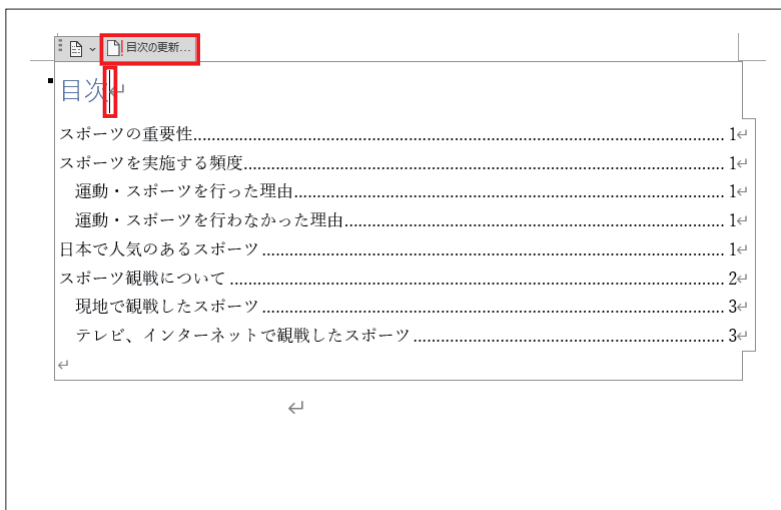 目次の更新...
目次↵
スポーツの重要性........................................ 1↵
スポーツを実施する頻度........................................ 1↵
運動・スポーツを行った理由........................................ 1↵
運動・スポーツを行わなかった理由........................................ 1↵
日本で人気のあるスポーツ........................................ 1↵
スポーツ観戦について........................................ 2↵
現地で観戦したスポーツ........................................ 3↵
テレビ、インターネットで観戦したスポーツ........................................ 3↵
↵
↵